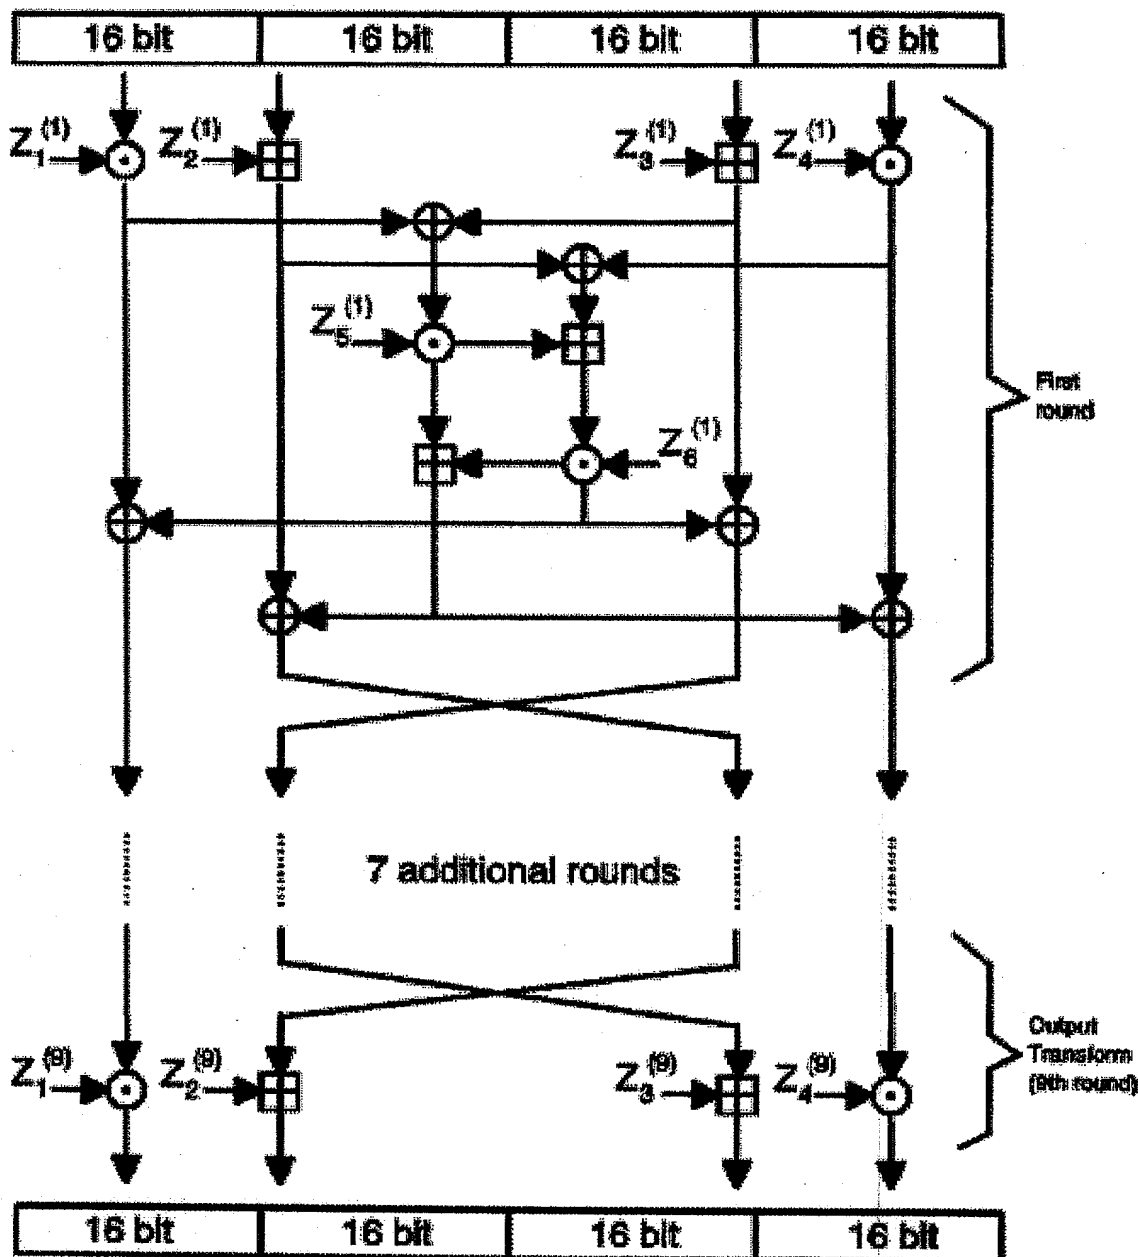 16 bit 16 bit 16 bit 16 bit
Z₁⁽¹⁾ Z₂⁽¹⁾ Z₃⁽¹⁾ Z₄⁽¹⁾
Z₅⁽¹⁾
First
round
Z₆⁽¹⁾
7 additional rounds
Output
Transform
(9th round)
Z₁⁽⁹⁾ Z₂⁽⁹⁾ Z₃⁽⁹⁾ Z₄⁽⁹⁾
16 bit 16 bit 16 bit 16 bit